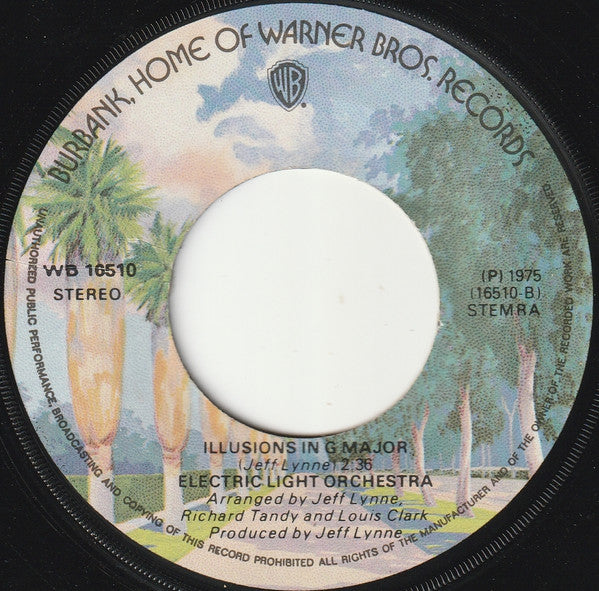 BURBANK, HOME OF WARNER BROS. RECORDS
WB
WB 16510
STEREO
(P) 1975
(16510-B)
STEMRA
ILLUSIONS IN G MAJOR
(Jeff Lynne) 2:36
ELECTRIC LIGHT ORCHESTRA
Arranged by Jeff Lynne,
Richard Tandy and Louis Clark
Produced by Jeff Lynne
UNAUTHORIZED PUBLIC PERFORMANCE, BROADCASTING AND COPYING OF THIS RECORD PROHIBITED ALL RIGHTS OF THE MANUFACTURER AND OF THE OWNER OF THE RECORDED WORK ARE RESERVED.